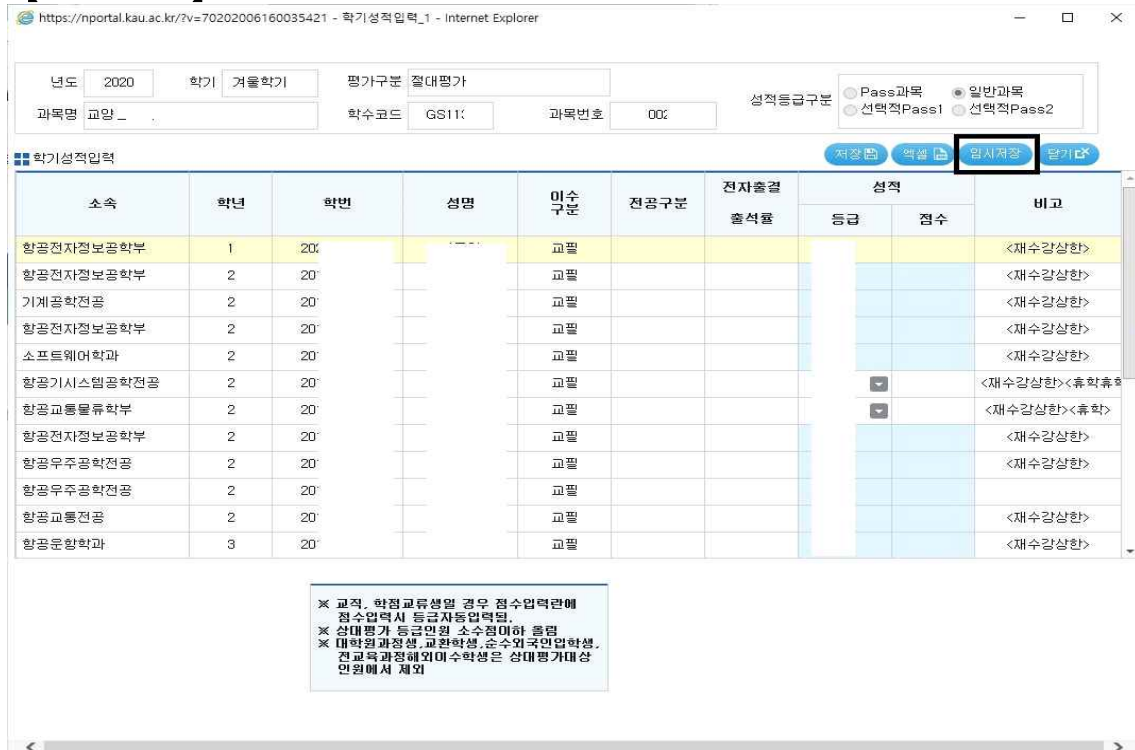 https://nportal.kau.ac.kr/?v=70202006160035421 - 학기성적입력_1 - Internet Explorer
년도 2020 학기 겨울학기 평가구분 절대평가 성적등급구분 Pass과목 일반과목
과목명 교양_ 학수코드 GS11 과목번호 00 선택적Pass1 선택적Pass2
학기성적입력 저장 엑셀 임시저장 닫기
소속 학년 학번 성명 이수구분 전공구분 전자출결 출석율 성적 등급 점수 비고
항공전자정보공학부 1 20 교필 <재수강상한>
항공전자정보공학부 2 20 교필 <재수강상한>
기계공학전공 2 20 교필 <재수강상한>
항공전자정보공학부 2 20 교필 <재수강상한>
소프트웨어학과 2 20 교필 <재수강상한>
항공기시스템공학전공 2 20 교필 <재수강상한><휴학휴학
항공교통물류학부 2 20 교필 <재수강상한><휴학>
항공전자정보공학부 2 20 교필 <재수강상한>
항공우주공학전공 2 20 교필 <재수강상한>
항공우주공학전공 2 20 교필
항공교통전공 2 20 교필 <재수강상한>
항공운항학과 3 20 교필 <재수강상한>
※ 교직, 학점교류생일 경우 점수입력란에
점수입력시 등급자동입력됨.
※ 상대평가 등급인원 소수점이하 올림
※ 대학원과정생,교환학생,순수외국인입학생,
전교육과정해외이수학생은 상대평가대상
인원에서 제외